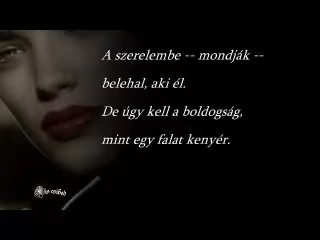 A szerelembe -- mondják --
belehal, aki él.
De úgy kell a boldogság,
mint egy falat kenyér.